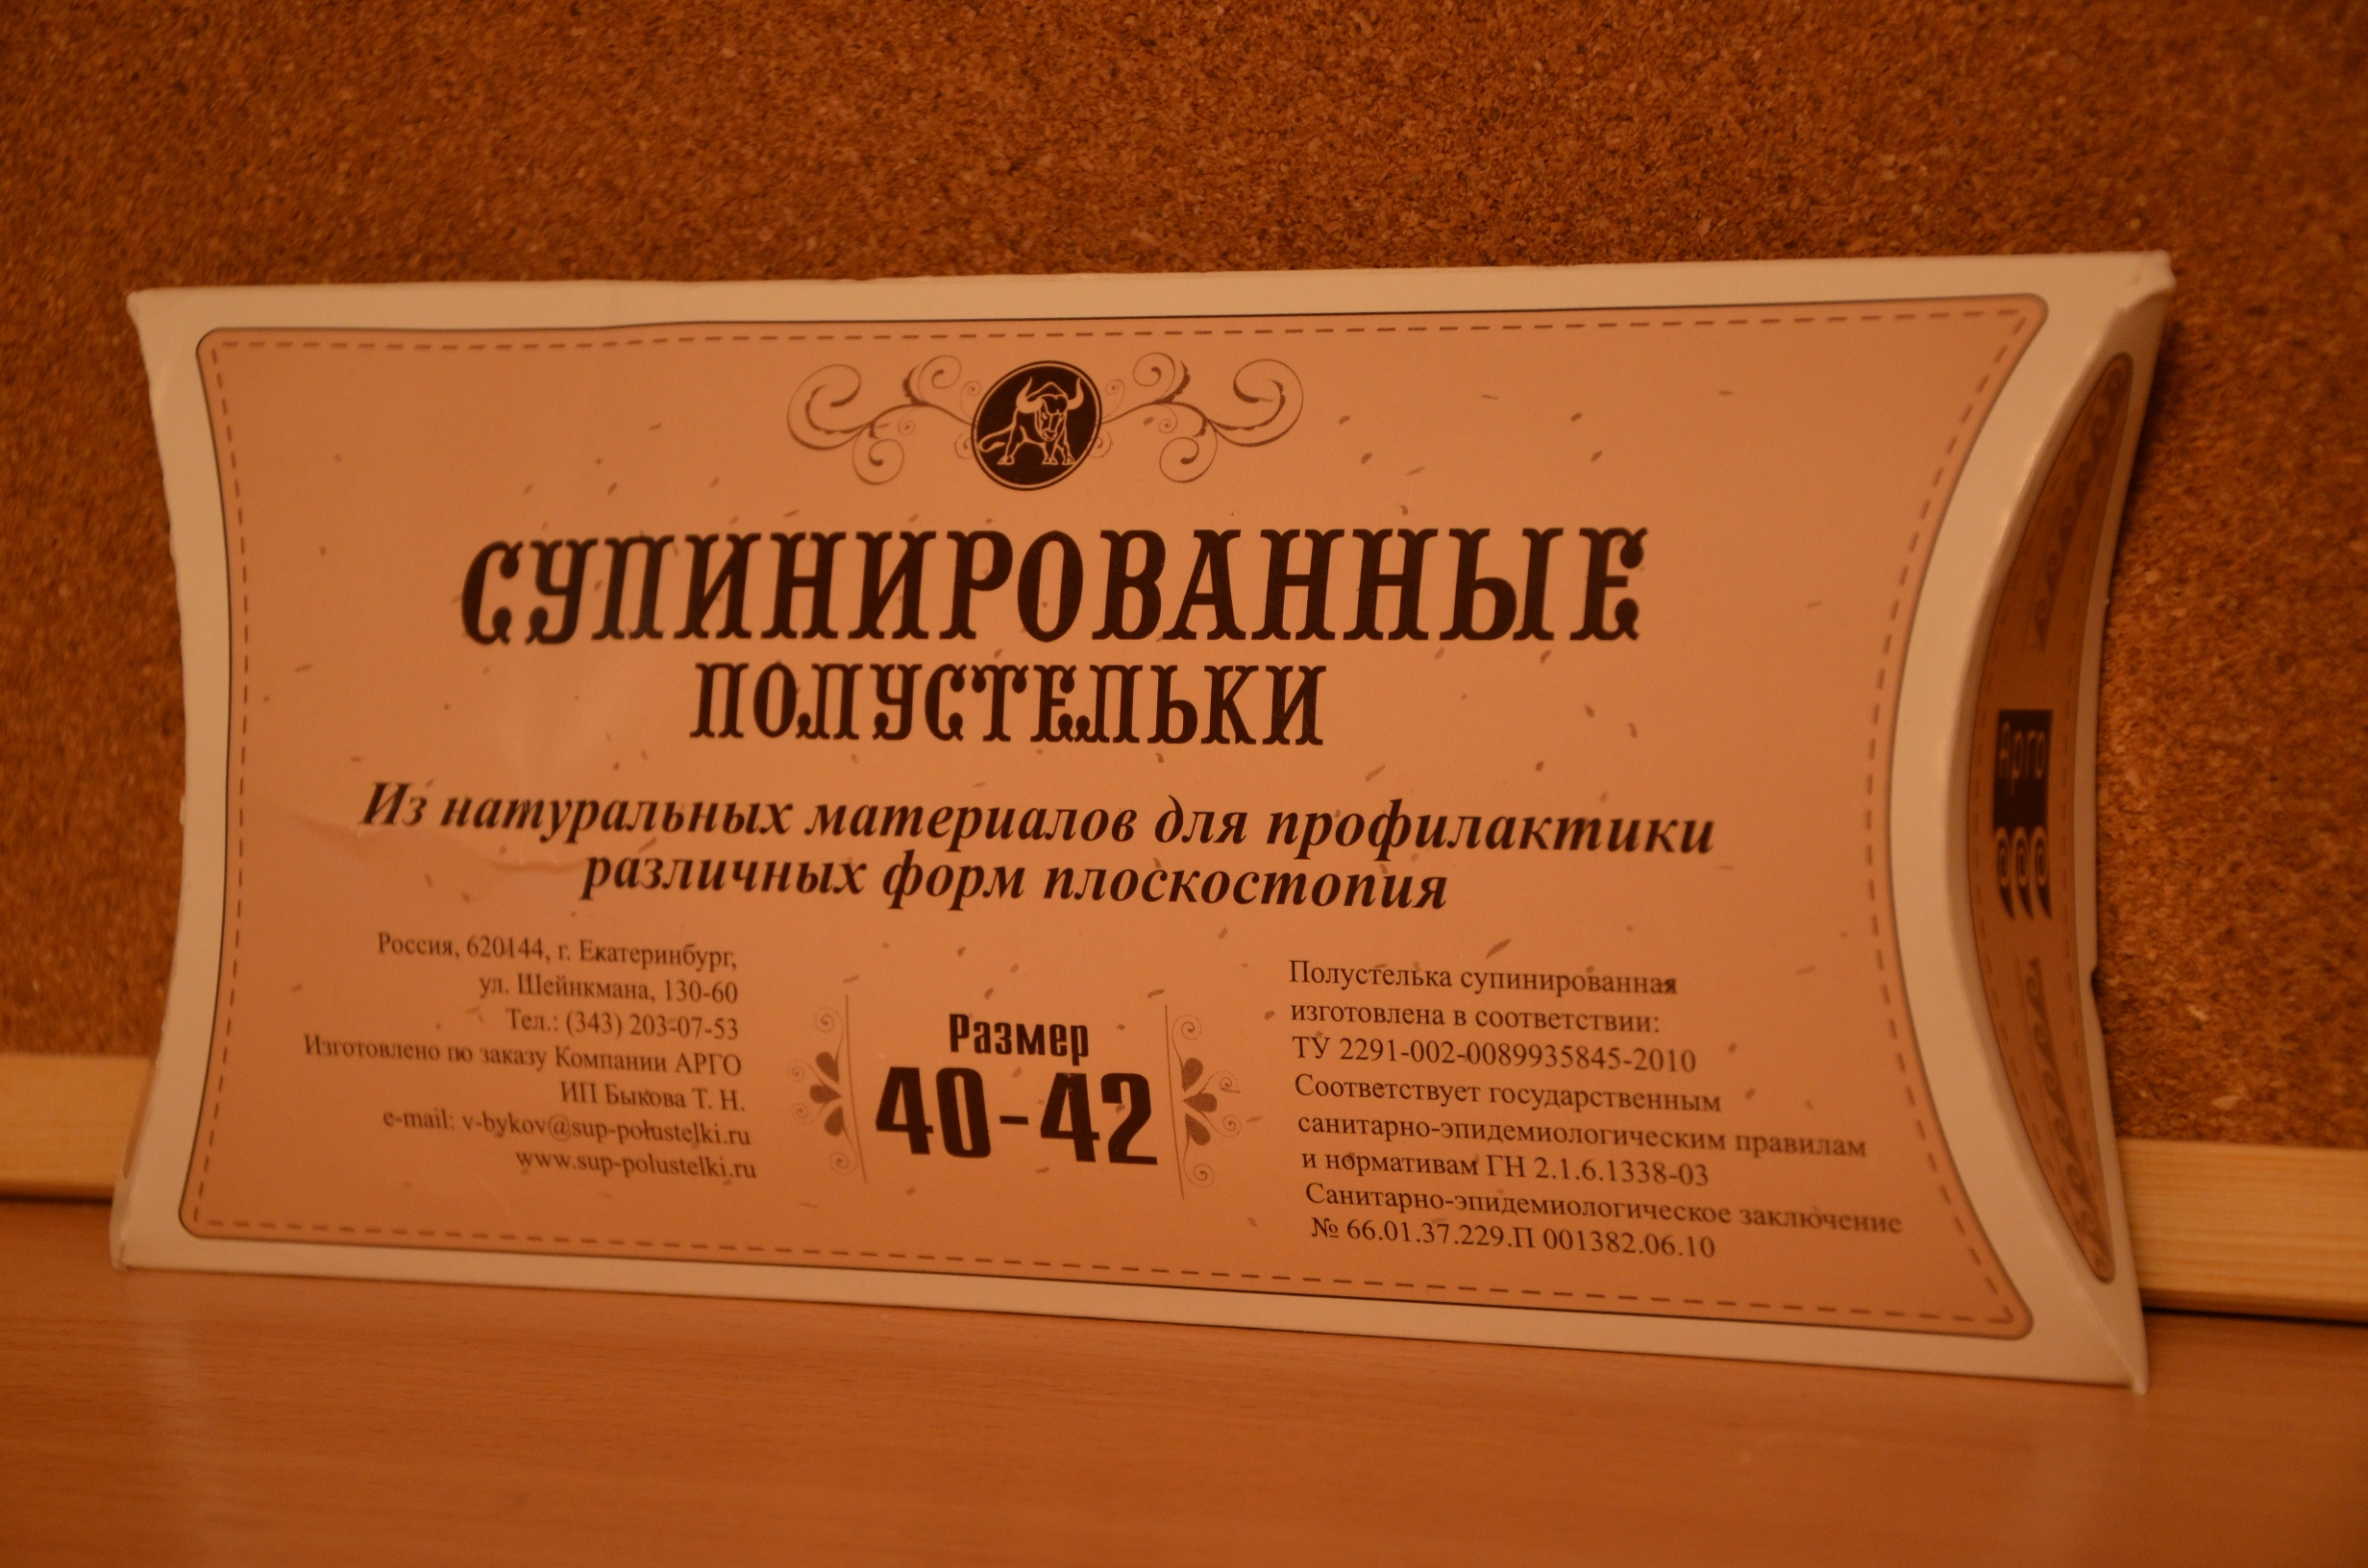 СУПИНИРОВАННЫЕ
ПОЛУСТЕЛЬКИ
Из натуральных материалов для профилактики
различных форм плоскостопия
Россия, 620144, г. Екатеринбург,
ул. Шейнкмана, 130-60
Тел.: (343) 203-07-53
Изготовлено по заказу Компании АРГО
ИП Быкова Т. Н.
e-mail: v-bykov@sup-polustelki.ru
www.sup-polustelki.ru
Размер
40-42
Полустелька супинированная
изготовлена в соответствии:
ТУ 2291-002-0089935845-2010
Соответствует государственным
санитарно-эпидемиологическим правилам
и нормативам ГН 2.1.6.1338-03
Санитарно-эпидемиологическое заключение
№ 66.01.37.229.П 001382.06.10
Арго